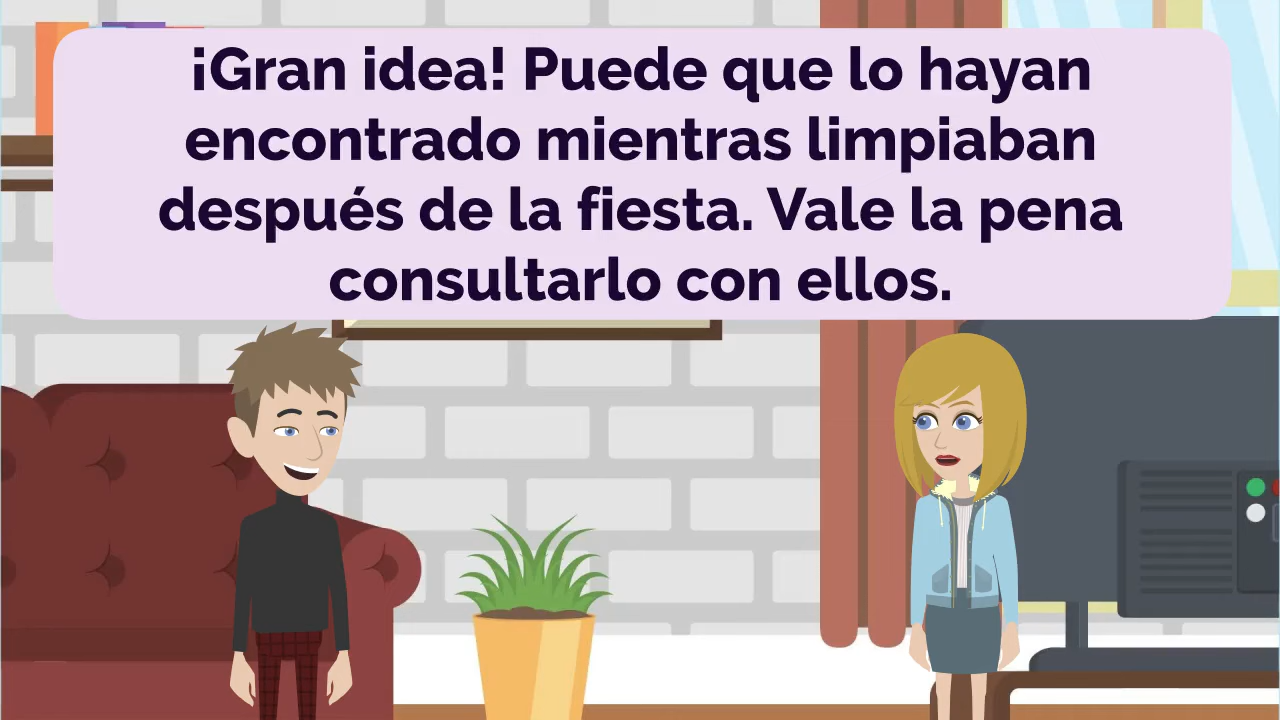 ¡Gran idea! Puede que lo hayan
encontrado mientras limpiaban
después de la fiesta. Vale la pena
consultarlo con ellos.